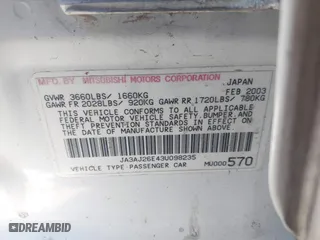 MFD BY MITSUBISHI MOTORS CORPORATION JAPAN
GVWR 3660LBS/ 1660KG FEB 2003
GAWR FR 2028LBS/ 920KG GAWR RR 1720LBS/ 780KG
THIS VEHICLE CONFORMS TO ALL APPLICABLE
FEDERAL MOTOR VEHICLE SAFETY, BUMPER, AND
THEFT PREVENTION STANDARDS IN EFFECT ON
THE DATE OF MANUFACTURE SHOWN ABOVE.
JA3AJ26E43U098235
VEHICLE TYPE: PASSENGER CAR MU000570
DRIVEDAUCTION.COM